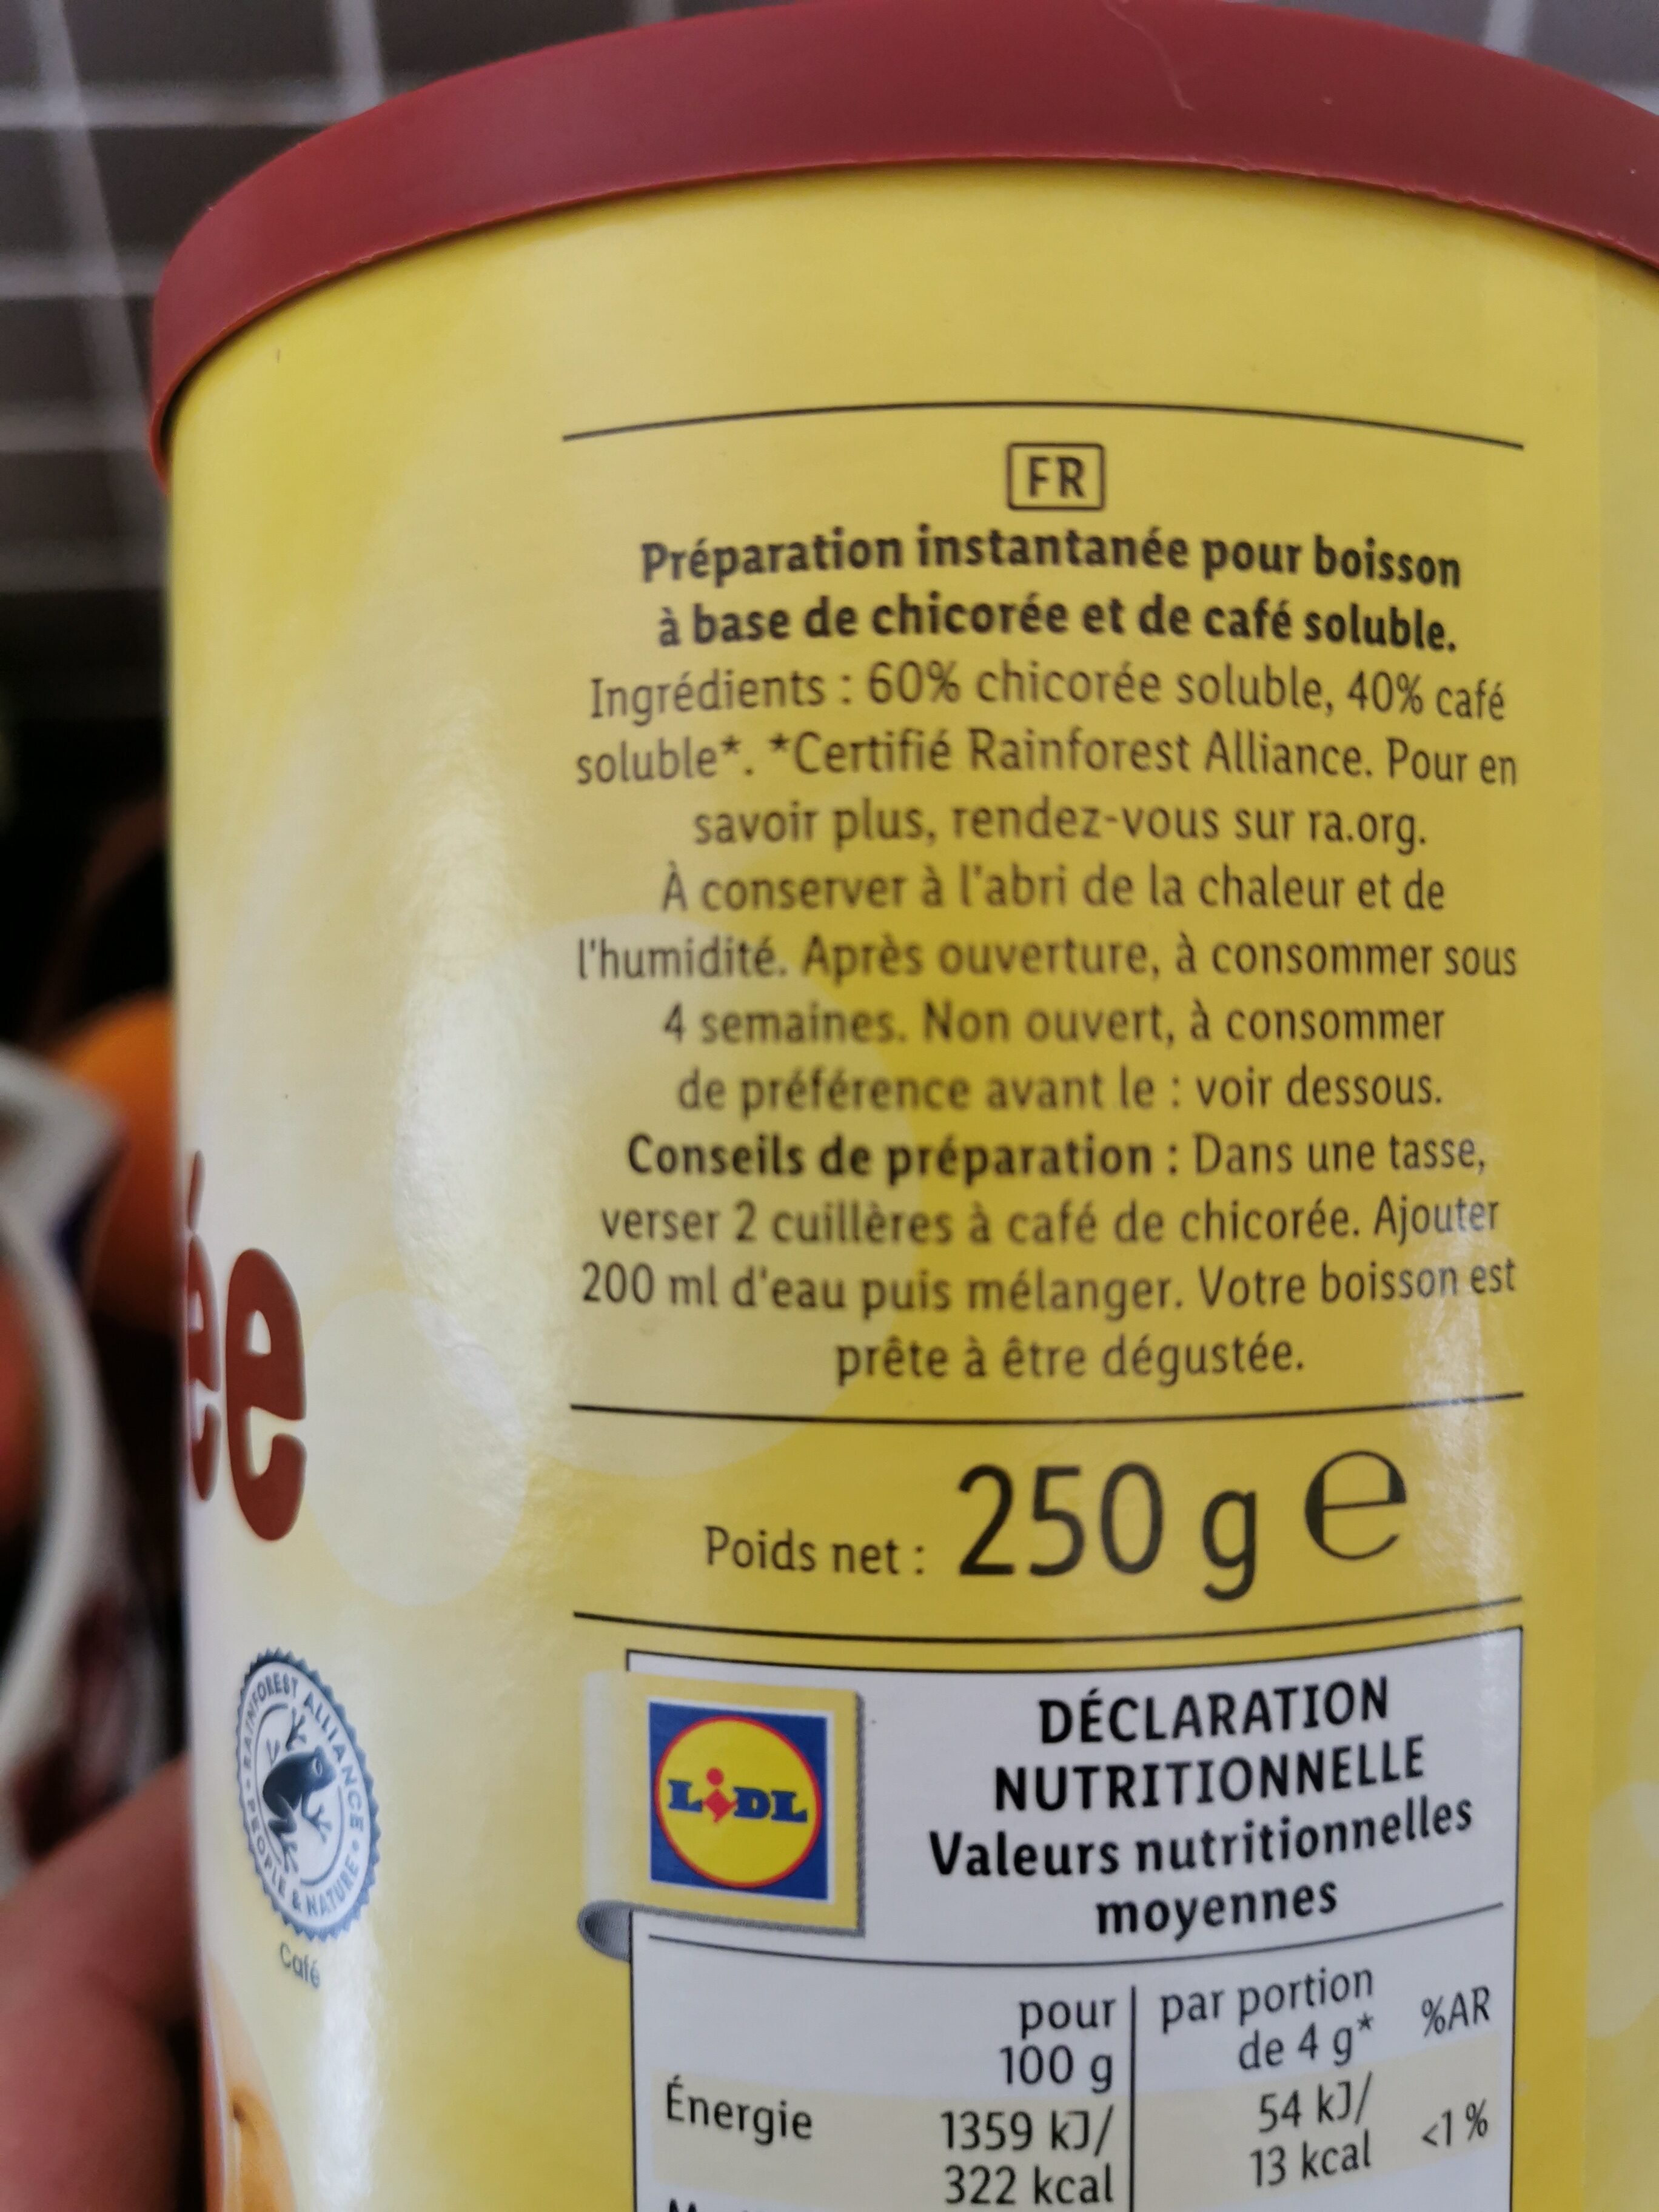 FR
Préparation instantanée pour boisson
à base de chicorée et de café soluble.
Ingrédients : 60% chicorée soluble, 40% café
soluble*. *Certifié Rainforest Alliance. Pour en
savoir plus, rendez-vous sur ra.org.
À conserver à l'abri de la chaleur et de
l'humidité. Après ouverture, à consommer sous
4 semaines. Non ouvert, à consommer
de préférence avant le : voir dessous.
Conseils de préparation : Dans une tasse,
verser 2 cuillères à café de chicorée. Ajouter
200 ml d'eau puis mélanger. Votre boisson est
prête à être dégustée.
Poids net : 250 g e
ée
RAINFOREST ALLIANCE • PEOPLE & NATURE •
Café
LIDL
DÉCLARATION
NUTRITIONNELLE
Valeurs nutritionnelles
moyennes
pour 100 g
par portion de 4 g*
%AR
Énergie
1359 kJ/ 322 kcal
54 kJ/ 13 kcal
<1 %